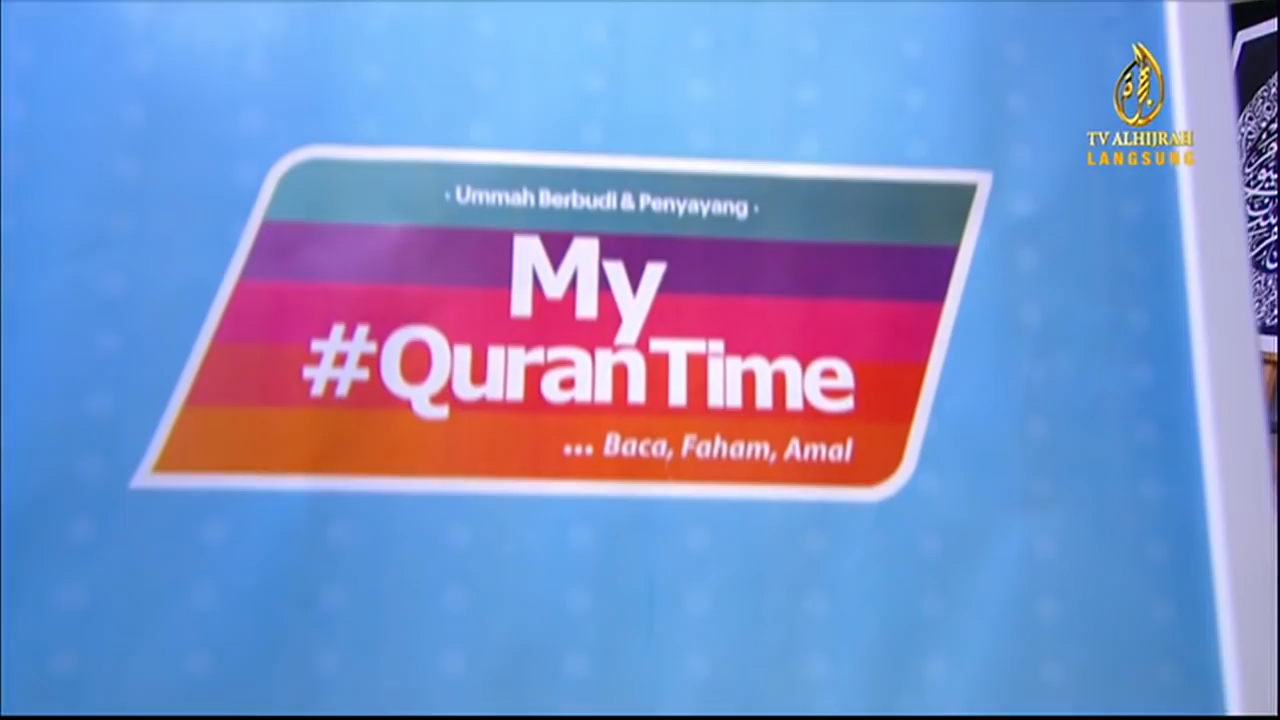 TV ALHIJRAH
LANGSUNG
· Ummah Berbudi & Penyayang ·
My
#QuranTime
... Baca, Faham, Amal